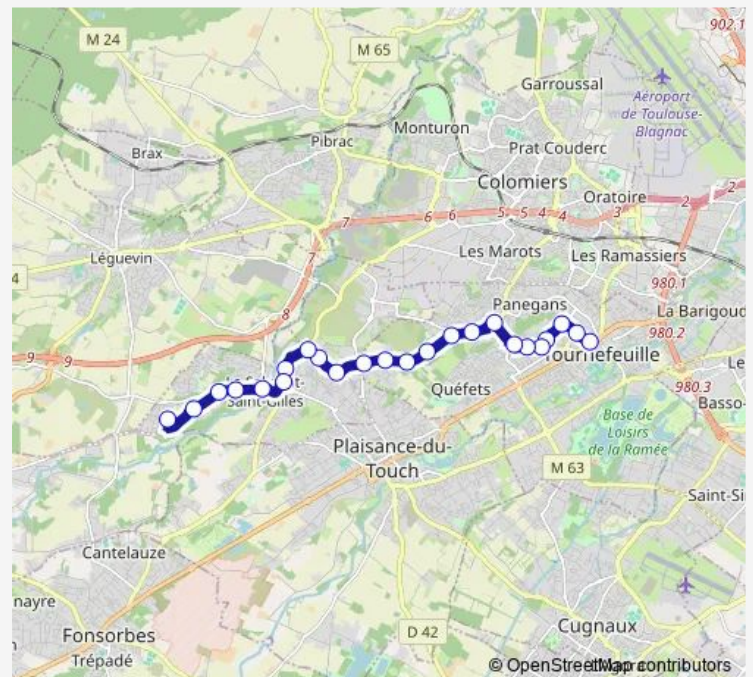 902.1
M 24
M 65
Garroussal
Aéroport
de Toulouse-
Blagnac
Monturon
Brax
Pibrac
Prat Couderc
Colomiers
Oratoire
2
2
3
7
6 6 5 5 4 4
Léguevin
7
Les Marots
Les Ramassiers
4
980.1
Panegans
La Barigoud
8
980.2
9 9
Tournefeuille
Le
Saint-Gilles
Quéfets
980.3
Basso-
Base de
Loisirs
de la Ramée
Plaisance-du-
Touch
M 63
Saint-Si
Cantelauze
nayre
Fonsorbes
D 42
Cugnaux
Trépadé
© OpenStreetMap contributors